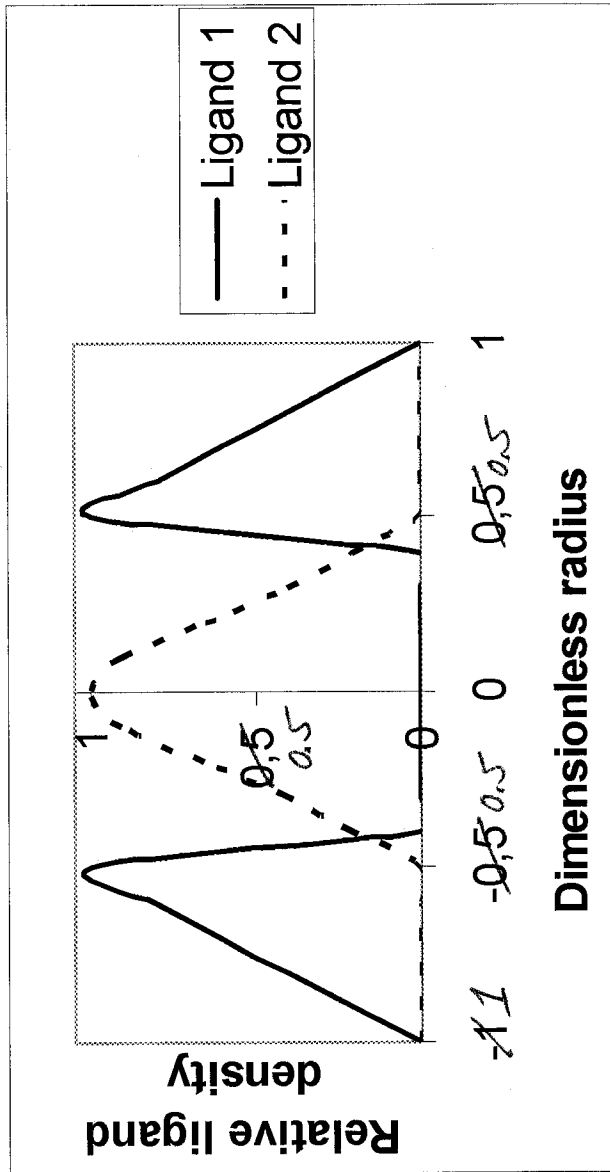 Relative ligand
density
1
0,5 0.5
0
-1 1
-0,5 0.5
0
0,5 0.5
1
Dimensionless radius
Ligand 1
Ligand 2